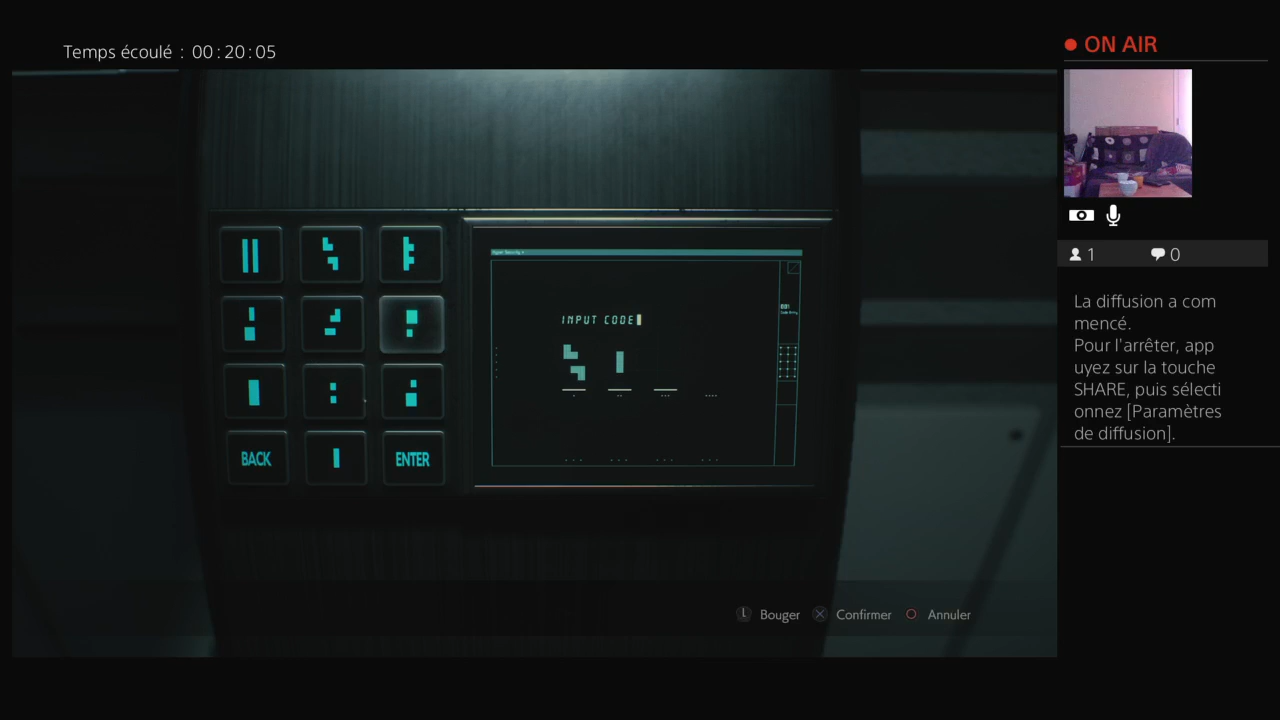 Temps écoulé : 00:20:05
ON AIR
1
0
La diffusion a com
mencé.
Pour l'arrêter, app
uyez sur la touche
SHARE, puis sélecti
onnez [Paramètres
de diffusion].
INPUT CODE
BACK
ENTER
Bouger
Confirmer
Annuler